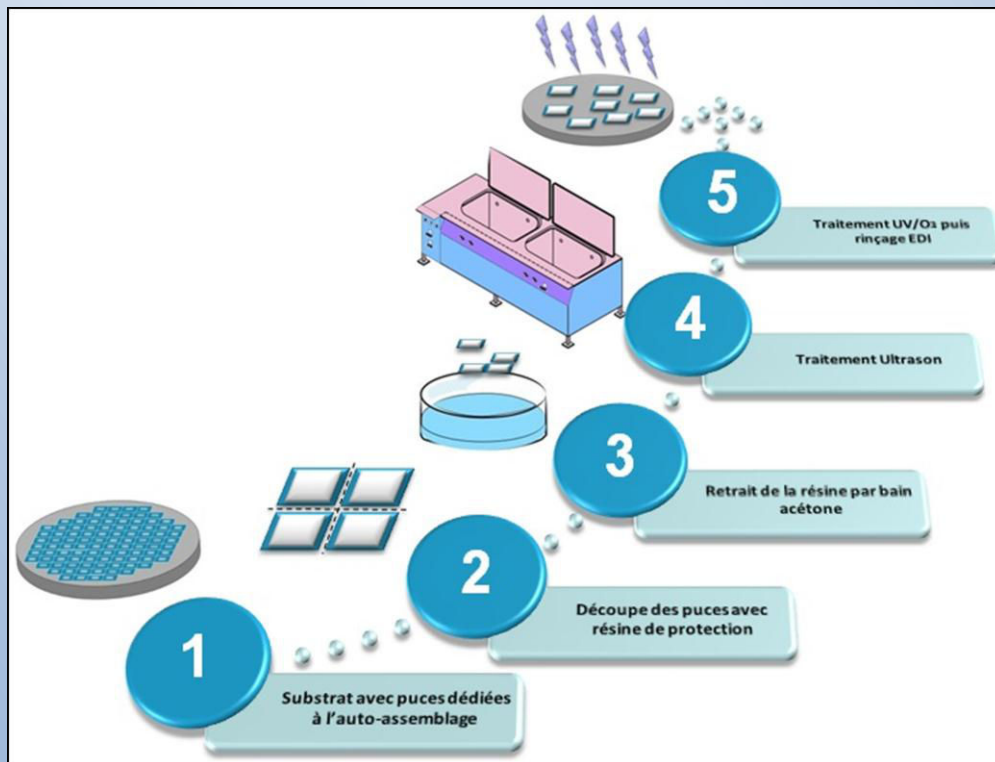 5
Traitement UV/O3 puis
rinçage EDI
4
Traitement Ultrason
3
Retrait de la résine par bain
acétone
2
Découpe des puces avec
résine de protection
1
Substrat avec puces dédiées
à l'auto-assemblage